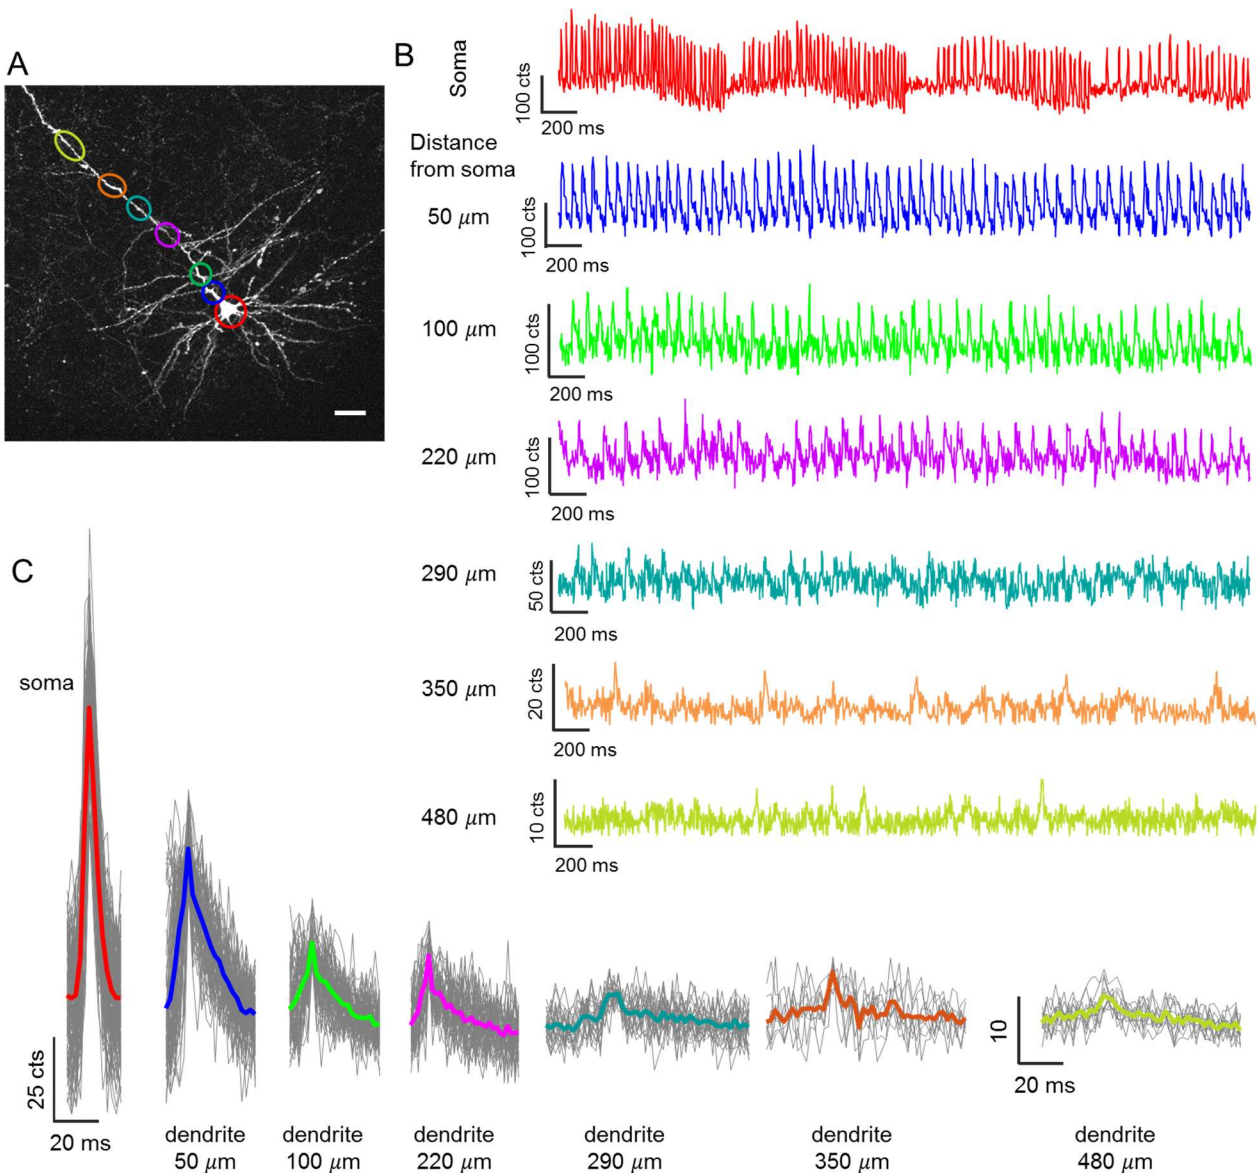 A
B
Soma
100 cts
200 ms
Distance
from soma
50 μm
100 cts
200 ms
100 μm
100 cts
200 ms
220 μm
100 cts
200 ms
290 μm
50 cts
200 ms
350 μm
20 cts
200 ms
480 μm
10 cts
200 ms
C
soma
25 cts
20 ms
10
20 ms
dendrite
50 μm
dendrite
100 μm
dendrite
220 μm
dendrite
290 μm
dendrite
350 μm
dendrite
480 μm